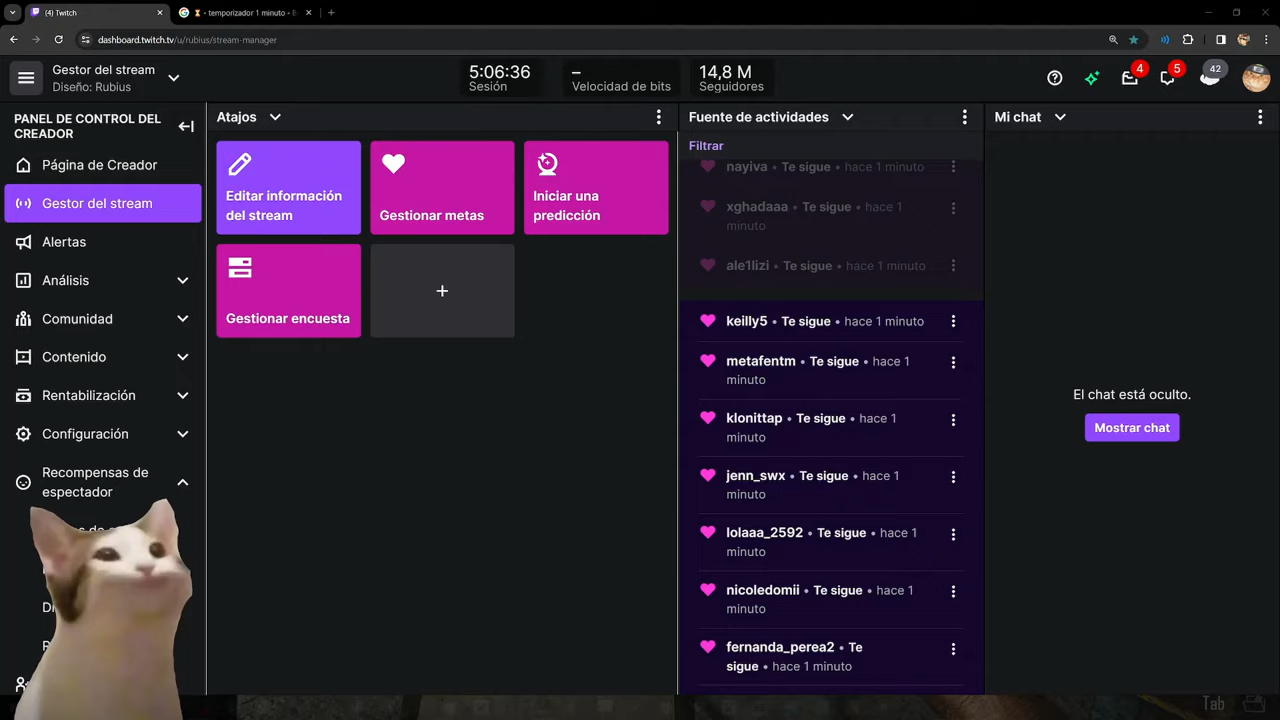 (4) Twitch
- temporizador 1 minuto - B
dashboard.twitch.tv/u/rubius/stream-manager
Gestor del stream
Diseño: Rubius
5:06:36
Sesión
–
Velocidad de bits
14,8 M
Seguidores
4
5
42
PANEL DE CONTROL DEL
CREADOR
Página de Creador
Gestor del stream
Alertas
Análisis
Comunidad
Contenido
Rentabilización
Configuración
Recompensas de
espectador
Atajos
Editar información
del stream
Gestionar metas
Iniciar una
predicción
Gestionar encuesta
+
Fuente de actividades
Filtrar
nayiva • Te sigue • hace 1 minuto
xghadaaa • Te sigue • hace 1
minuto
ale1lizi • Te sigue • hace 1 minuto
keilly5 • Te sigue • hace 1 minuto
metafentm • Te sigue • hace 1
minuto
klonittap • Te sigue • hace 1
minuto
jenn_swx • Te sigue • hace 1
minuto
lolaaa_2592 • Te sigue • hace 1
minuto
nicoledomii • Te sigue • hace 1
minuto
fernanda_perea2 • Te
sigue • hace 1 minuto
Mi chat
El chat está oculto.
Mostrar chat
Tab